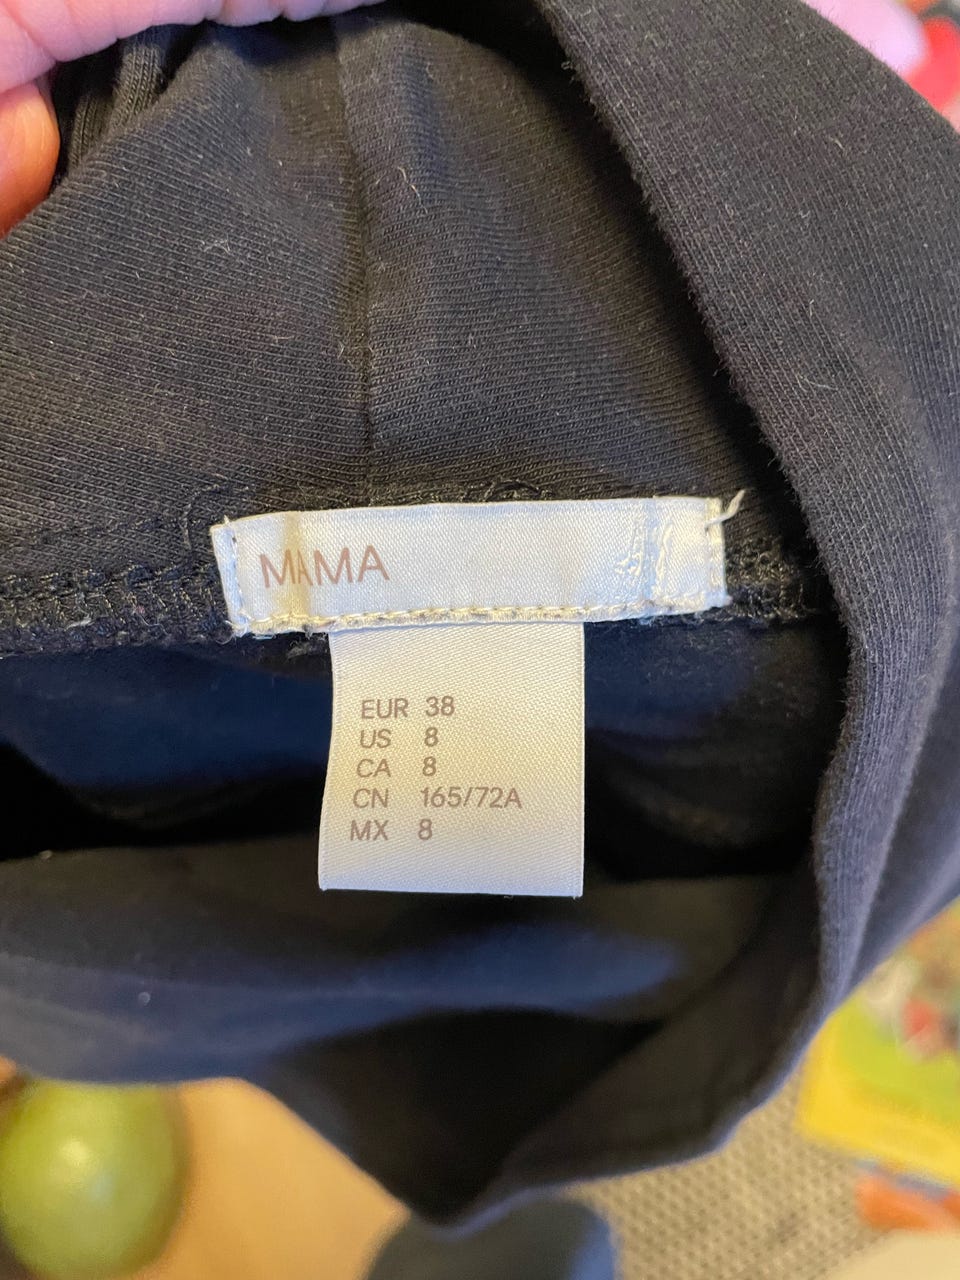 MAMA
EUR 38
US 8
CA 8
CN 165/72A
MX 8